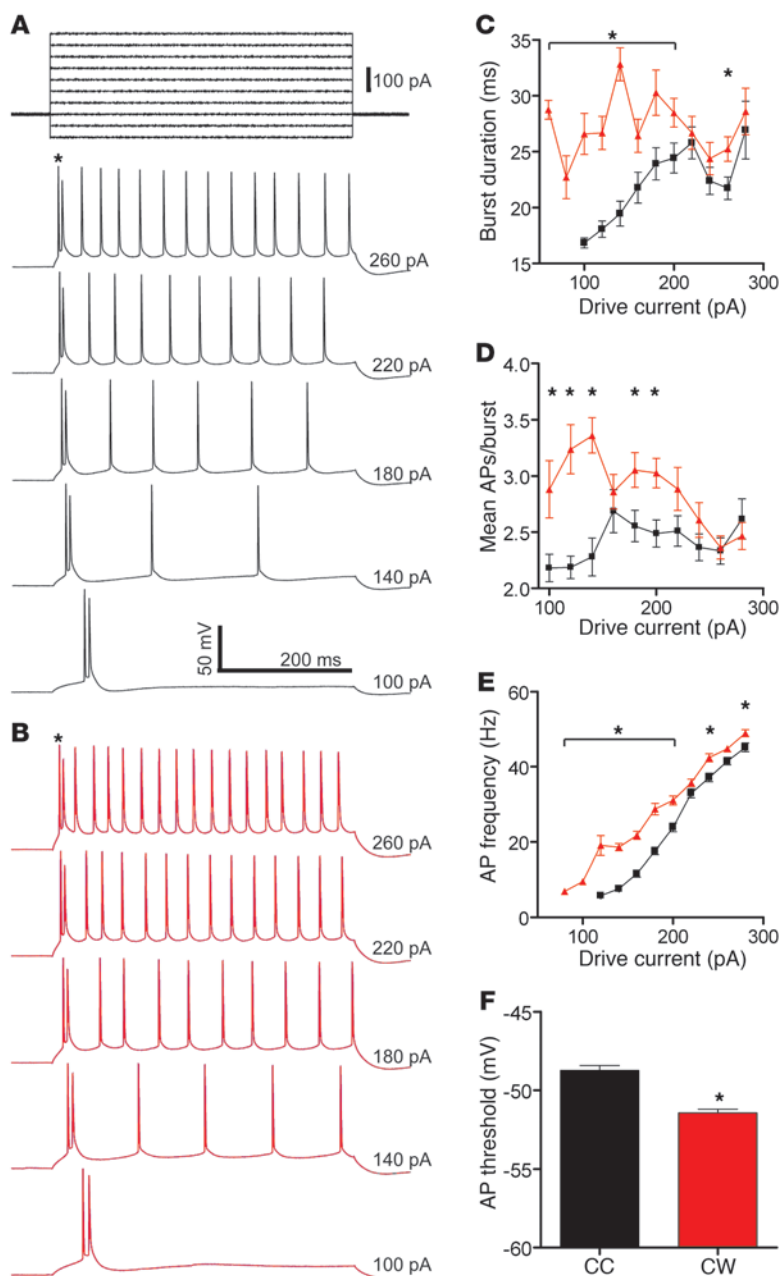 A
100 pA
*
260 pA
220 pA
180 pA
140 pA
50 mV
200 ms
100 pA
B
*
260 pA
220 pA
180 pA
140 pA
100 pA
C
*
*
35
30
25
20
15
Burst duration (ms)
100
200
300
Drive current (pA)
D
* * * * *
4.0
3.5
3.0
2.5
2.0
Mean APs/burst
100
200
300
Drive current (pA)
E
*
*
*
60
40
20
0
AP frequency (Hz)
100
200
300
Drive current (pA)
F
-45
-50
-55
-60
AP threshold (mV)
*
CC
CW